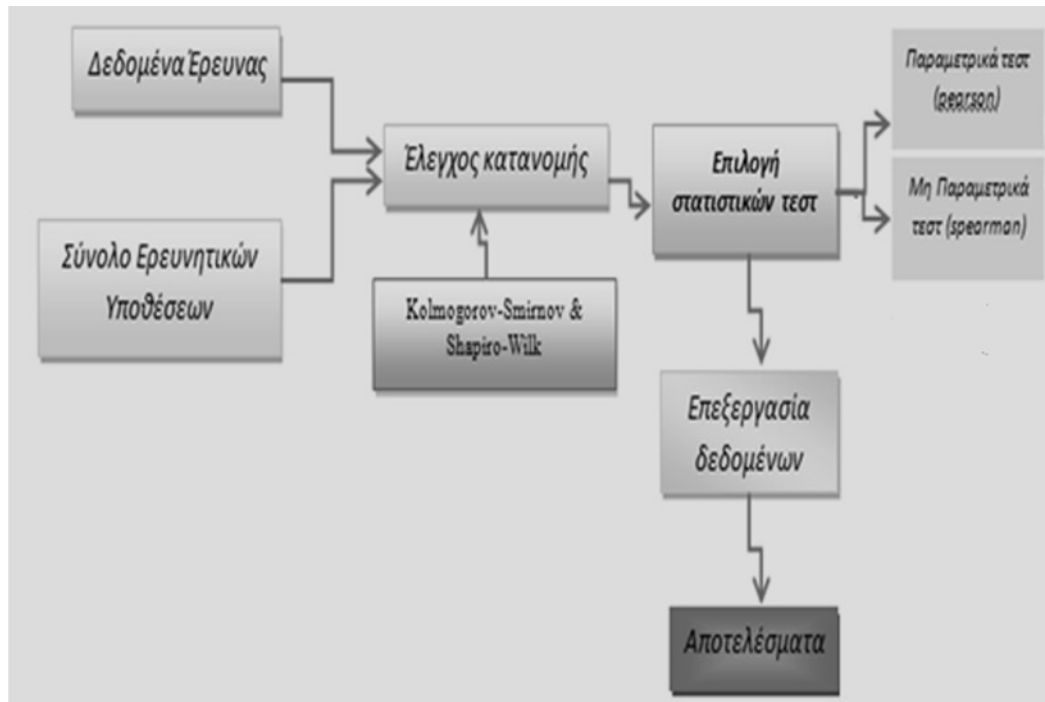 Δεδομένα Έρευνας
Σύνολο Ερευνητικών
Υποθέσεων
Έλεγχος κατανομής
Kolmogorov-Smirnov &
Shapiro-Wilk
Επιλογή
στατιστικών τεστ
Παραμετρικά τεστ
(pearson)
Μη Παραμετρικά
τεστ (spearman)
Επεξεργασία
δεδομένων
Αποτελέσματα